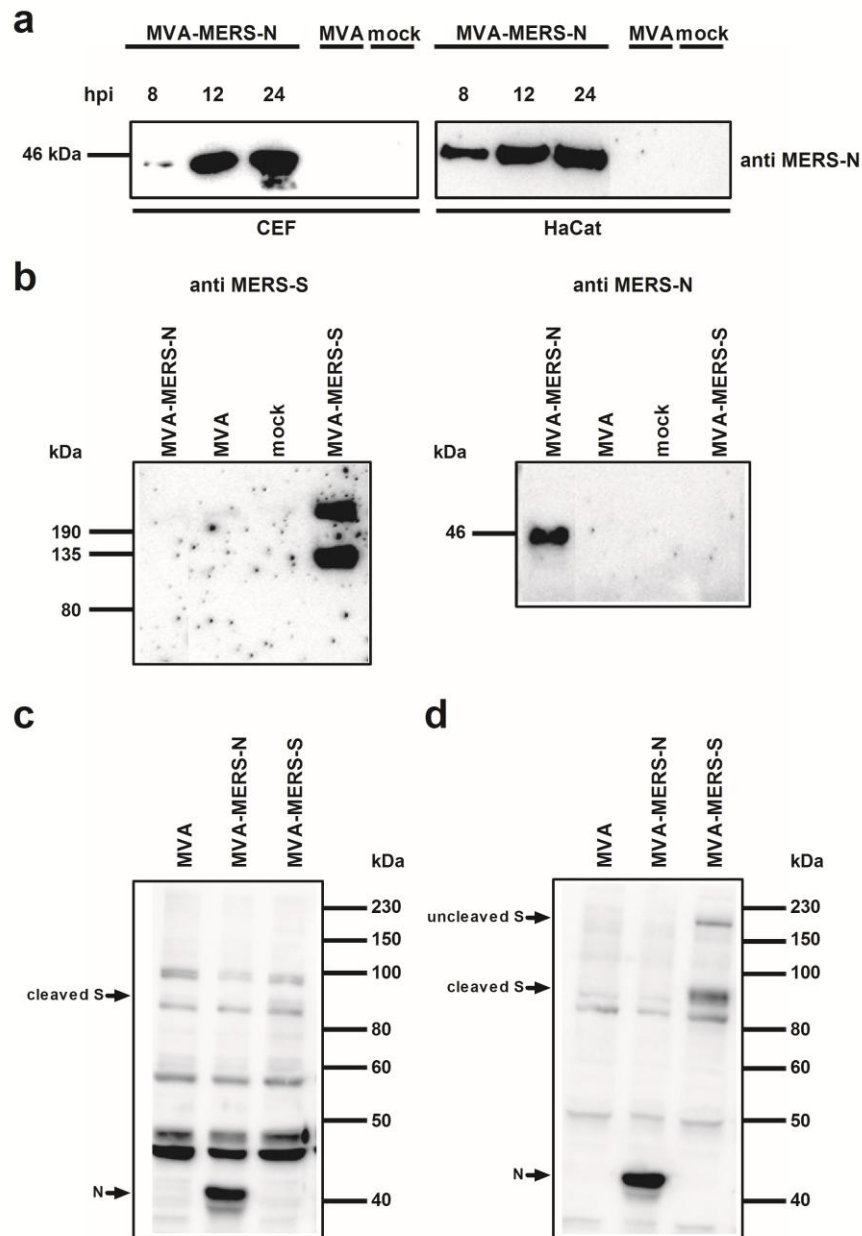 a
MVA-MERS-N MVA mock MVA-MERS-N MVA mock
hpi 8 12 24 8 12 24
46 kDa
anti MERS-N
CEF HaCat
b
anti MERS-S anti MERS-N
MVA-MERS-N MVA mock MVA-MERS-S
MVA-MERS-N MVA mock MVA-MERS-S
kDa kDa
190 46
135
80
c d
MVA MVA-MERS-N MVA-MERS-S
MVA MVA-MERS-N MVA-MERS-S
kDa kDa
230
150
cleaved S 100
80
60
50
N 40
uncleaved S 230
150
cleaved S 100
80
60
50
N 40